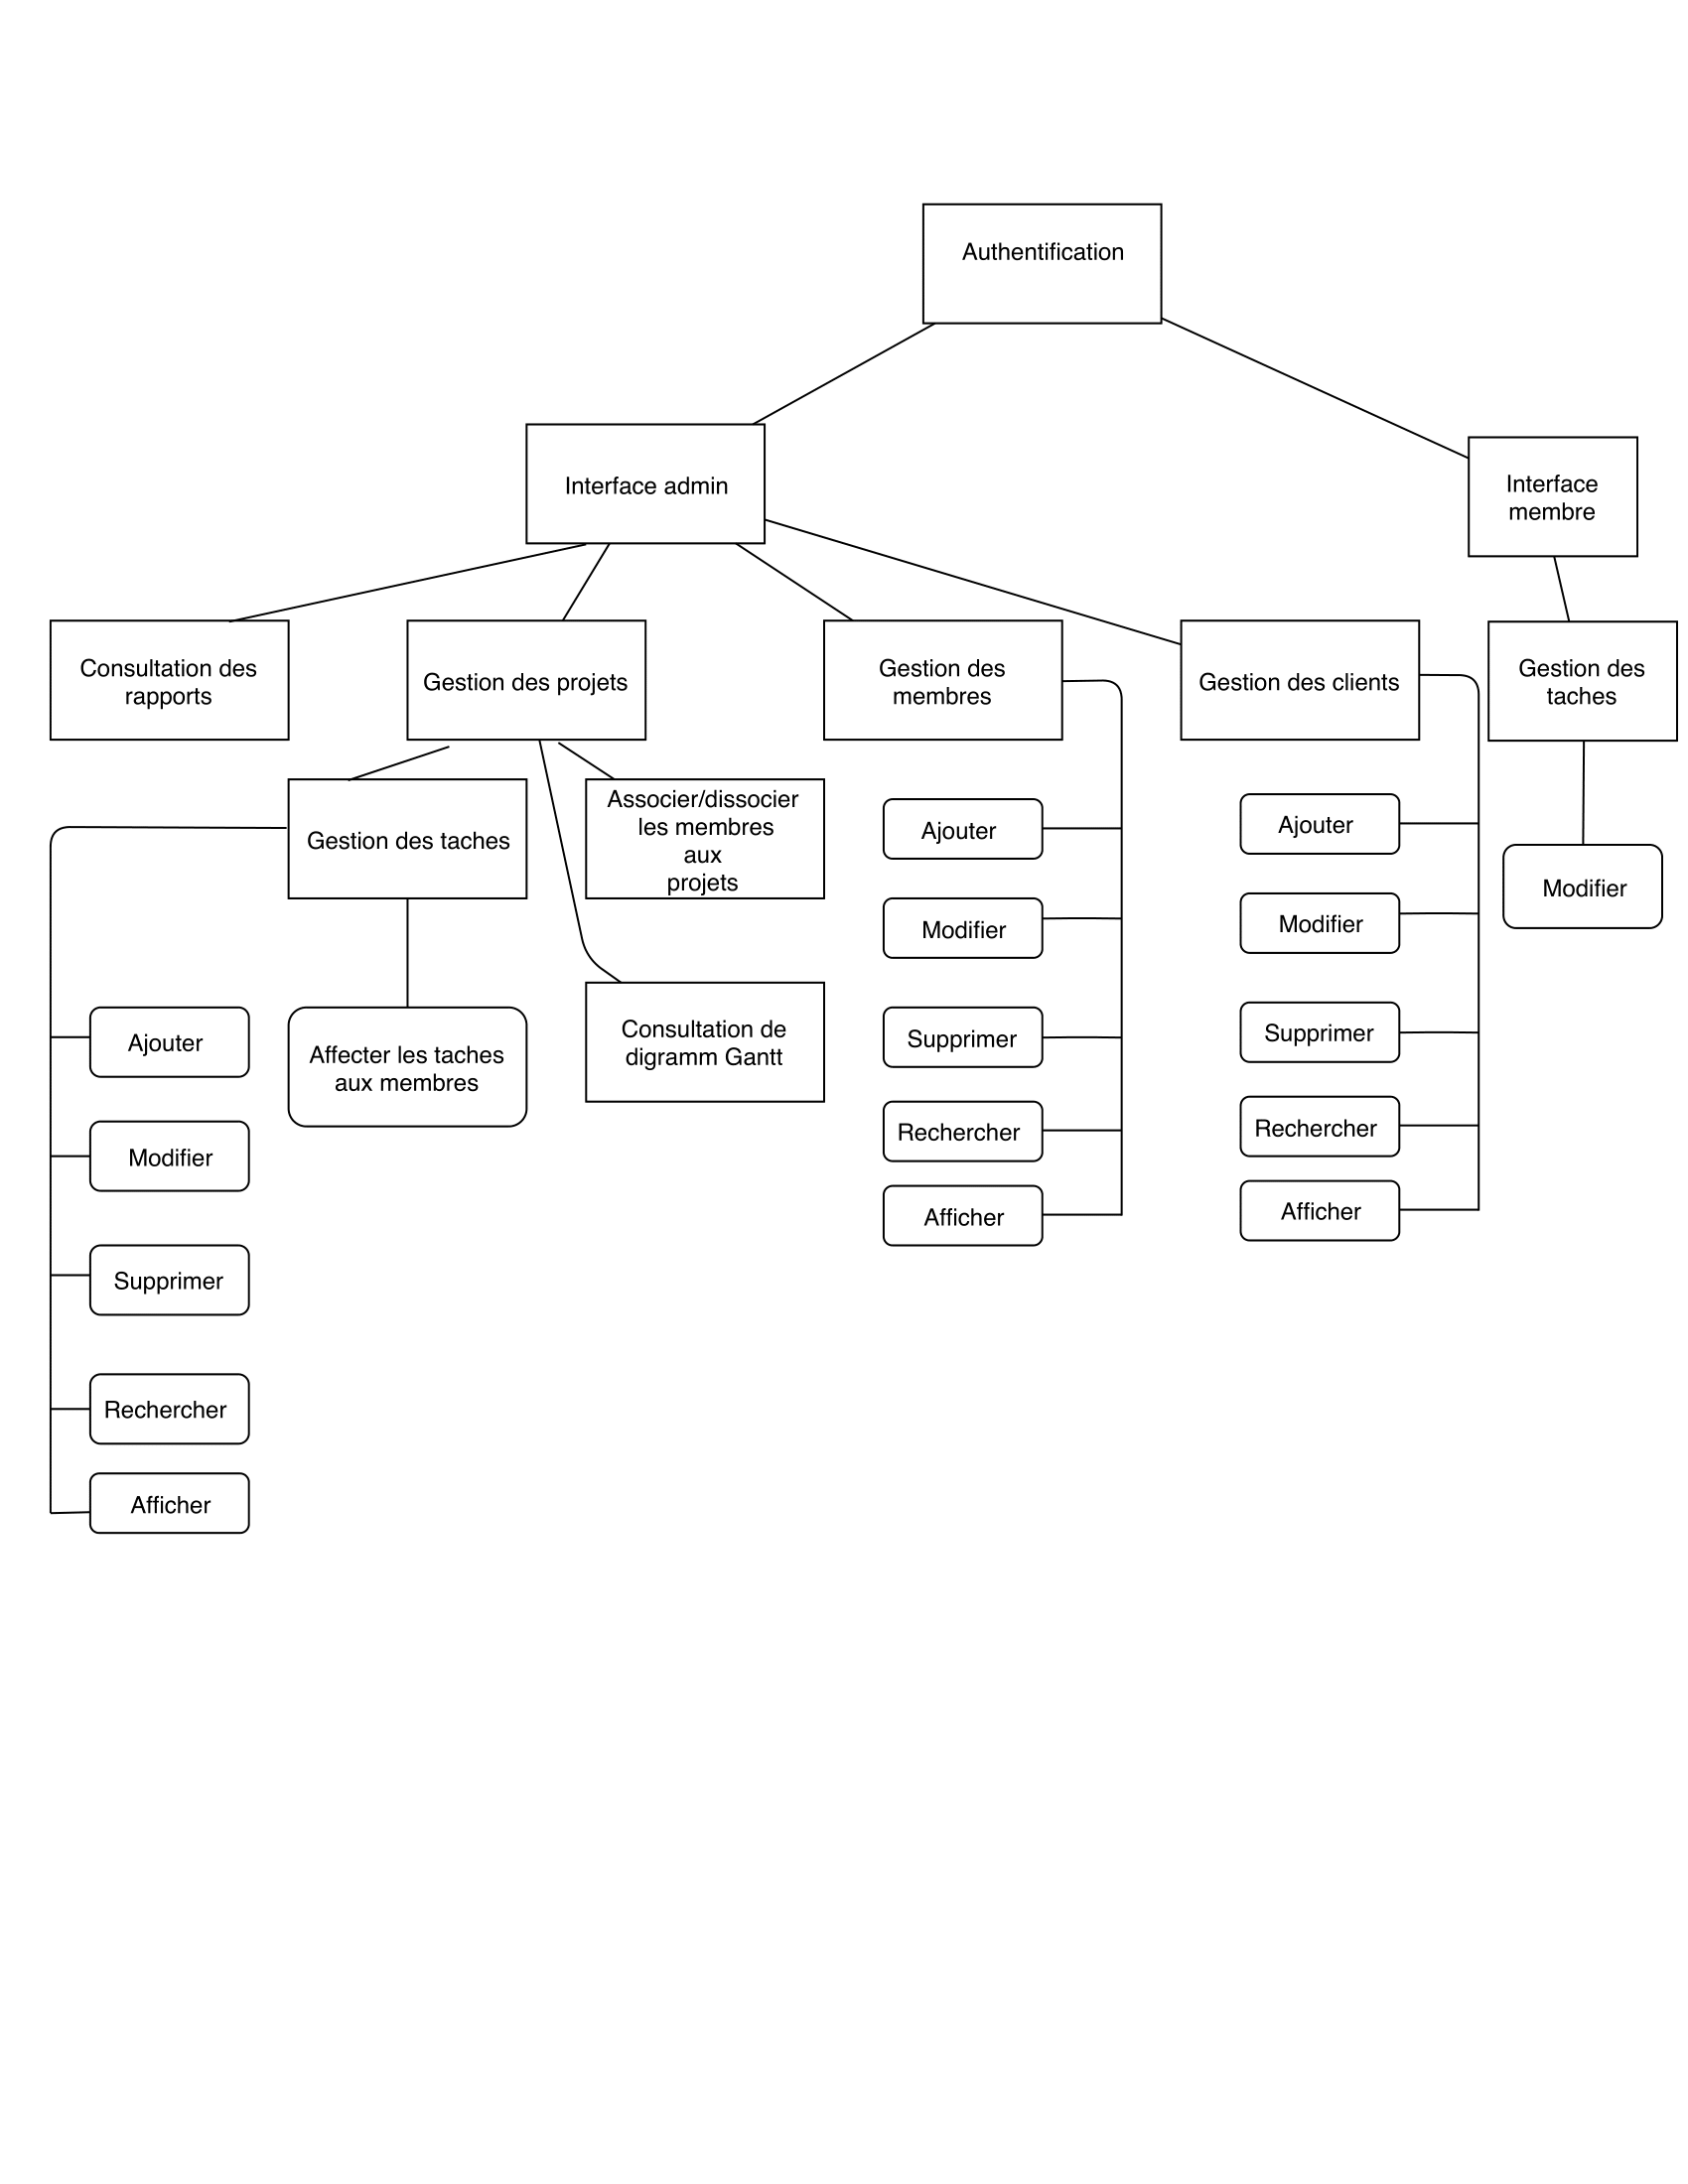 Authentification
Interface admin
Interface
membre
Consultation des
rapports
Gestion des projets
Gestion des
membres
Gestion des clients
Gestion des
taches
Gestion des taches
Associer/dissocier
les membres
aux
projets
Ajouter
Modifier
Supprimer
Rechercher
Afficher
Ajouter
Modifier
Supprimer
Rechercher
Afficher
Modifier
Affecter les taches
aux membres
Consultation de
digramm Gantt
Ajouter
Modifier
Supprimer
Rechercher
Afficher